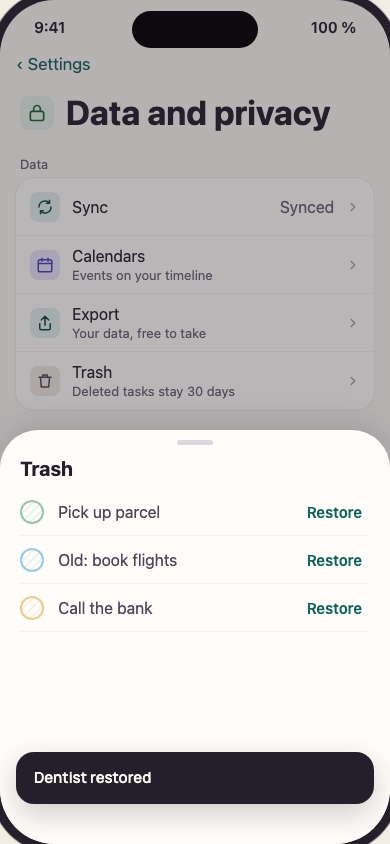 9:41
100 %
‹ Settings
Data and privacy
Data
Sync
Synced
Calendars
Events on your timeline
Export
Your data, free to take
Trash
Deleted tasks stay 30 days
Trash
Pick up parcel
Restore
Old: book flights
Restore
Call the bank
Restore
Dentist restored